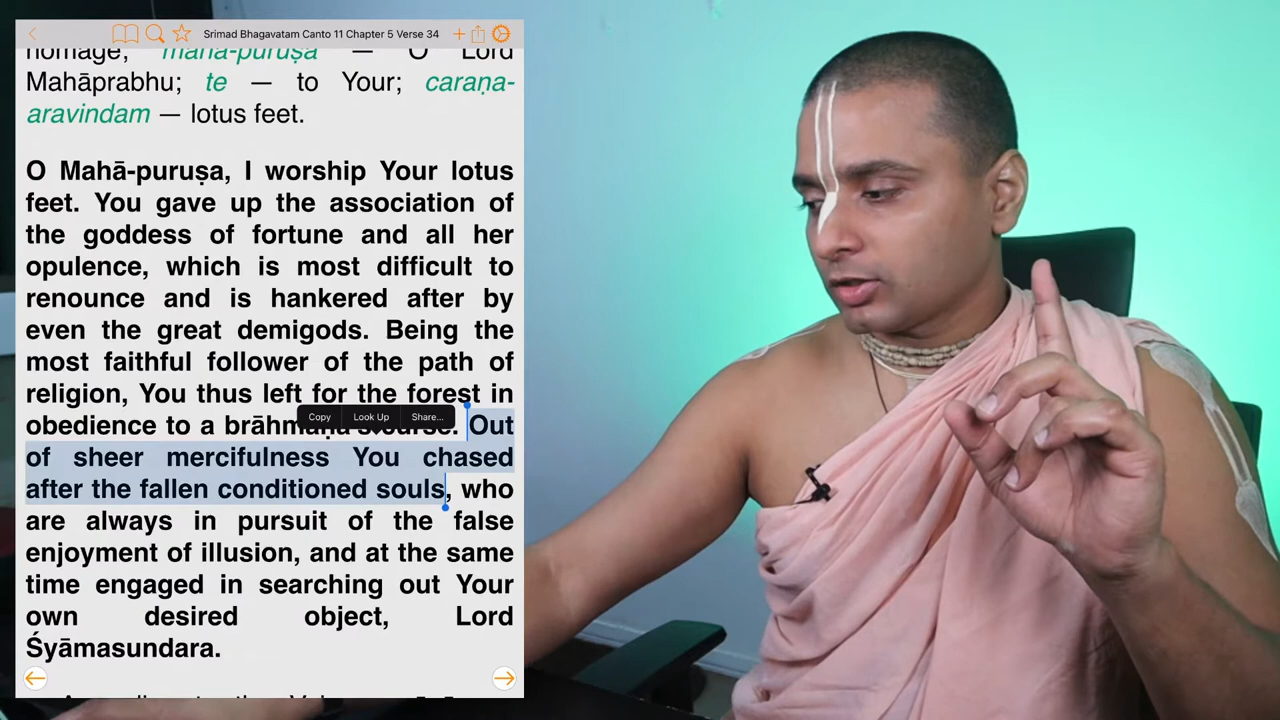 Srimad Bhagavatam Canto 11 Chapter 5 Verse 34
homage; mahā-puruṣa — O Lord
Mahāprabhu; te — to Your; caraṇa-
aravindam — lotus feet.
O Mahā-puruṣa, I worship Your lotus
feet. You gave up the association of
the goddess of fortune and all her
opulence, which is most difficult to
renounce and is hankered after by
even the great demigods. Being the
most faithful follower of the path of
religion, You thus left for the forest in
Copy Look Up Share...
obedience to a brāhmaṇa's curse. Out
of sheer mercifulness You chased
after the fallen conditioned souls, who
are always in pursuit of the false
enjoyment of illusion, and at the same
time engaged in searching out Your
own desired object, Lord
Śyāmasundara.